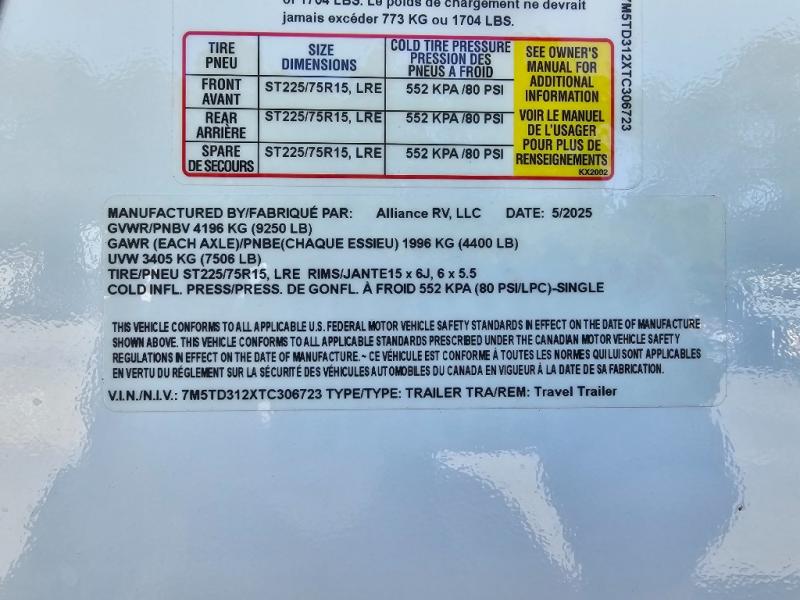 or 1704 LBS. Le poids de chargement ne devrait
jamais excéder 773 KG ou 1704 LBS.
TIRE PNEU SIZE DIMENSIONS COLD TIRE PRESSURE PRESSION DES PNEUS A FROID
FRONT AVANT ST225/75R15, LRE 552 KPA /80 PSI
REAR ARRIÈRE ST225/75R15, LRE 552 KPA /80 PSI
SPARE DE SECOURS ST225/75R15, LRE 552 KPA /80 PSI
SEE OWNER'S
MANUAL FOR
ADDITIONAL
INFORMATION
VOIR LE MANUEL
DE L'USAGER
POUR PLUS DE
RENSEIGNEMENTS
KX2002
7M5TD312XTC306723
MANUFACTURED BY/FABRIQUÉ PAR: Alliance RV, LLC DATE: 5/2025
GVWR/PNBV 4196 KG (9250 LB)
GAWR (EACH AXLE)/PNBE(CHAQUE ESSIEU) 1996 KG (4400 LB)
UVW 3405 KG (7506 LB)
TIRE/PNEU ST225/75R15, LRE RIMS/JANTE15 x 6J, 6 x 5.5
COLD INFL. PRESS/PRESS. DE GONFL. À FROID 552 KPA (80 PSI/LPC)-SINGLE
THIS VEHICLE CONFORMS TO ALL APPLICABLE U.S. FEDERAL MOTOR VEHICLE SAFETY STANDARDS IN EFFECT ON THE DATE OF MANUFACTURE
SHOWN ABOVE. THIS VEHICLE CONFORMS TO ALL APPLICABLE STANDARDS PRESCRIBED UNDER THE CANADIAN MOTOR VEHICLE SAFETY
REGULATIONS IN EFFECT ON THE DATE OF MANUFACTURE. ~ CE VÉHICULE EST CONFORME À TOUTES LES NORMES QUI LUI SONT APPLICABLES
EN VERTU DU RÈGLEMENT SUR LA SÉCURITÉ DES VÉHICULES AUTOMOBILES DU CANADA EN VIGUEUR À LA DATE DE SA FABRICATION.
V.I.N./N.I.V.: 7M5TD312XTC306723 TYPE/TYPE: TRAILER TRA/REM: Travel Trailer